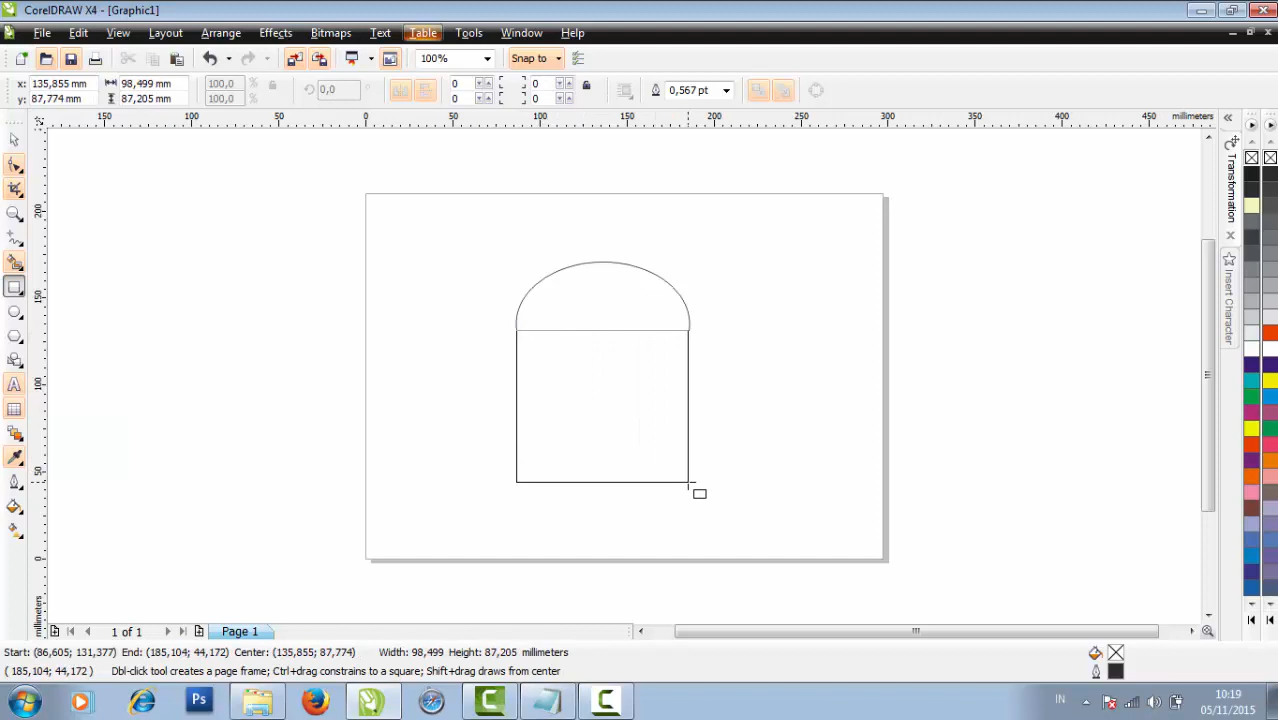 CorelDRAW X4 - [Graphic1]
File Edit View Layout Arrange Effects Bitmaps Text Table Tools Window Help
100% Snap to
x: 135,855 mm 98,499 mm 100,0 % 0,0 0 0 0,567 pt
y: 87,774 mm 87,205 mm 100,0 % 0 0
150 100 50 0 50 100 150 200 250 300 350 400 450 millimeters
200
150
100
50
0
millimeters
Transformation
Insert Character
1 of 1 Page 1
Start: (86,605; 131,377) End: (185,104; 44,172) Center: (135,855; 87,774) Width: 98,499 Height: 87,205 millimeters
( 185,104; 44,172 ) Dbl-click tool creates a page frame; Ctrl+drag constrains to a square; Shift+drag draws from center
Ps IN 10:19
05/11/2015